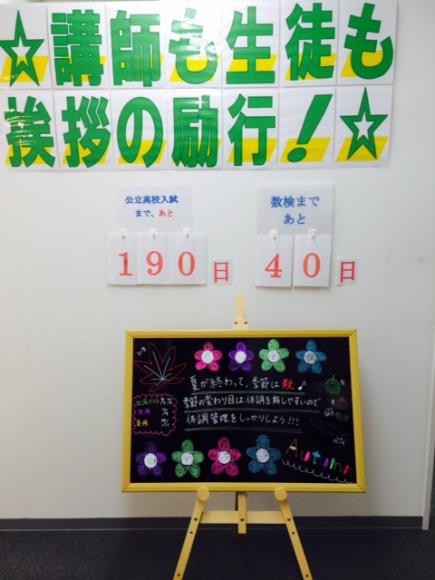 ☆講師も生徒も
挨拶の励行!☆
公立高校入試
まで、あと
190日
数検まで
あと
40日
夏が終わって、季節は秋♪
季節の変わり目は体調を崩しやすいので
体調管理をしっかりしよう!!!
Autumn